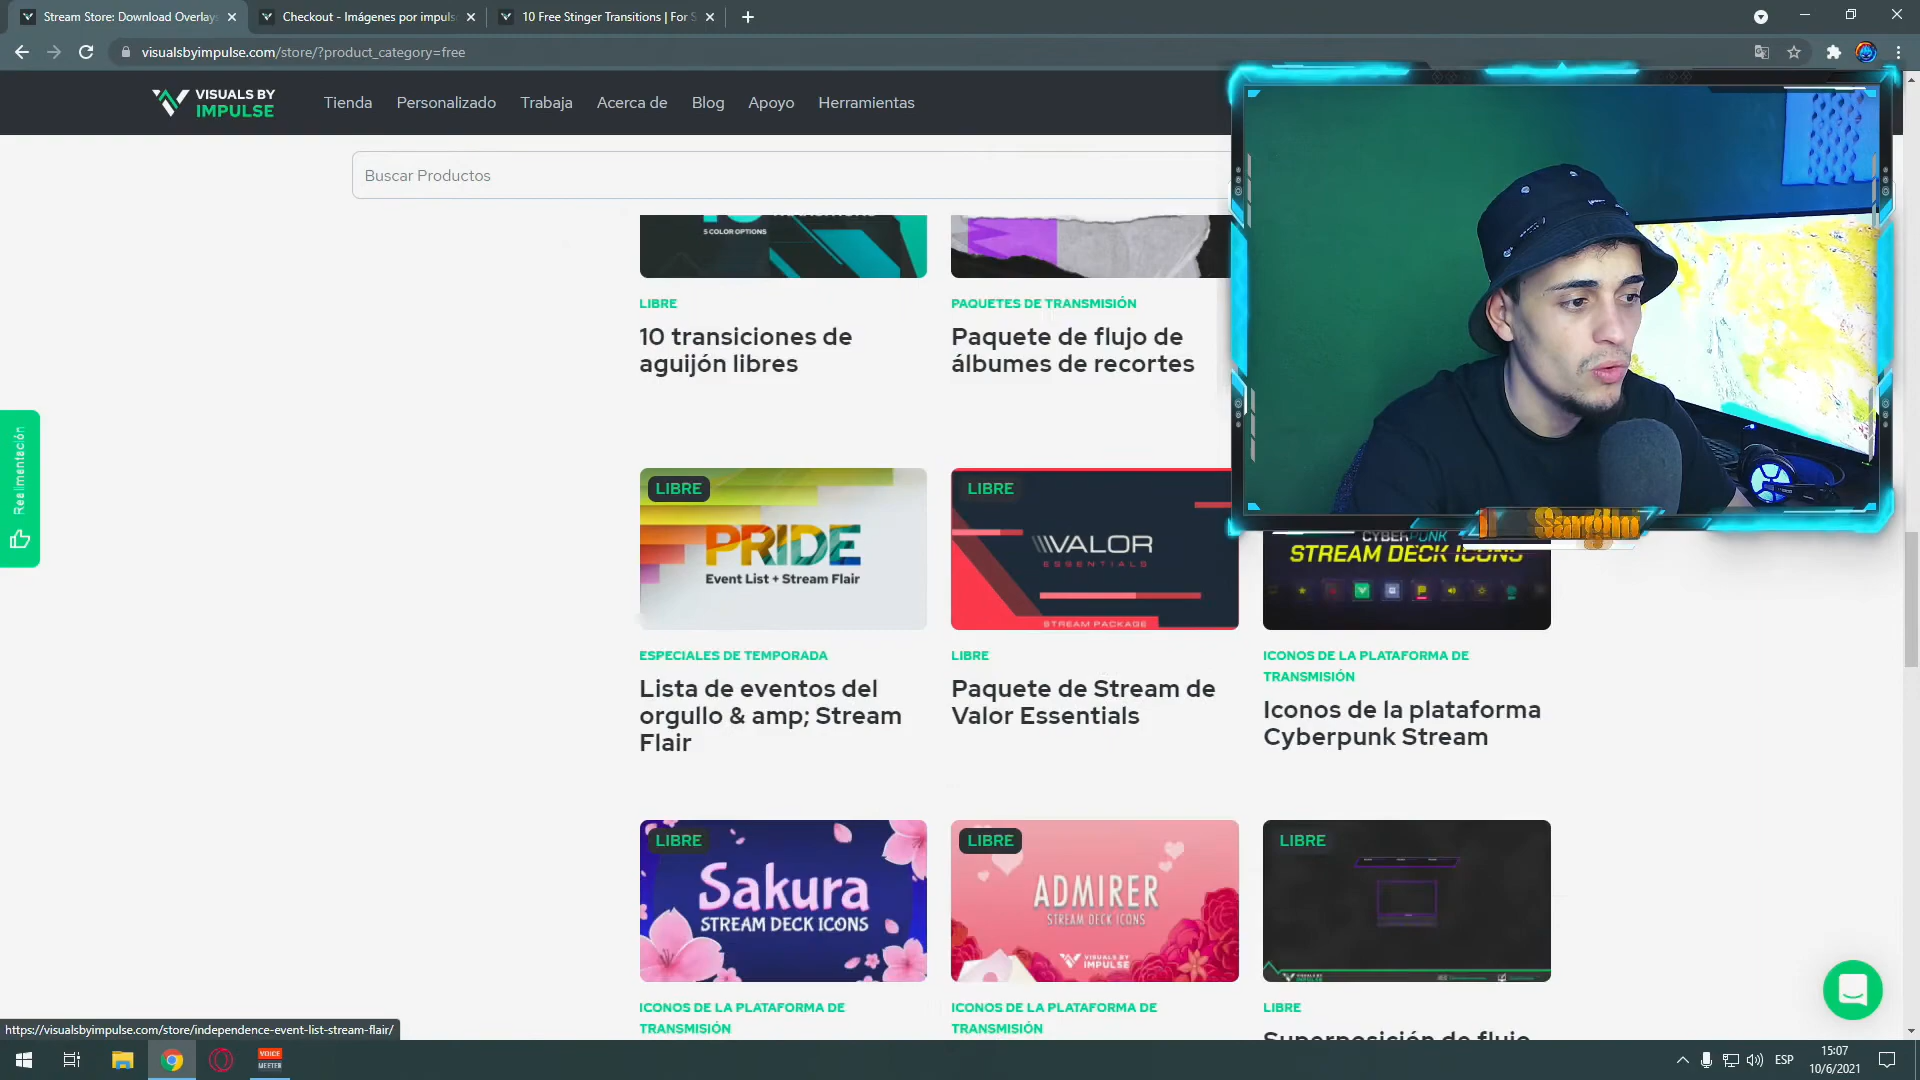 Stream Store: Download Overlays
Checkout - Imágenes por impuls
10 Free Stinger Transitions | For S
visualsbyimpulse.com/store/?product_category=free
VISUALS BY
IMPULSE
Tienda
Personalizado
Trabaja
Acerca de
Blog
Apoyo
Herramientas
Buscar Productos
5 COLOR OPTIONS
LIBRE
10 transiciones de
aguijón libres
PAQUETES DE TRANSMISIÓN
Paquete de flujo de
álbumes de recortes
Realimentación
LIBRE
PRIDE
Event List + Stream Flair
ESPECIALES DE TEMPORADA
Lista de eventos del
orgullo & amp; Stream
Flair
LIBRE
VALOR
ESSENTIALS
STREAM PACKAGE
LIBRE
Paquete de Stream de
Valor Essentials
CYBERPUNK
STREAM DECK ICONS
ICONOS DE LA PLATAFORMA DE
TRANSMISIÓN
Iconos de la plataforma
Cyberpunk Stream
LIBRE
Sakura
STREAM DECK ICONS
ICONOS DE LA PLATAFORMA DE
TRANSMISIÓN
LIBRE
ADMIRER
STREAM DECK ICONS
VISUALS BY
IMPULSE
ICONOS DE LA PLATAFORMA DE
TRANSMISIÓN
LIBRE
LIBRE
Superposición de flujo
https://visualsbyimpulse.com/store/independence-event-list-stream-flair/
VOICE
MEETER
ESP
15:07
10/6/2021